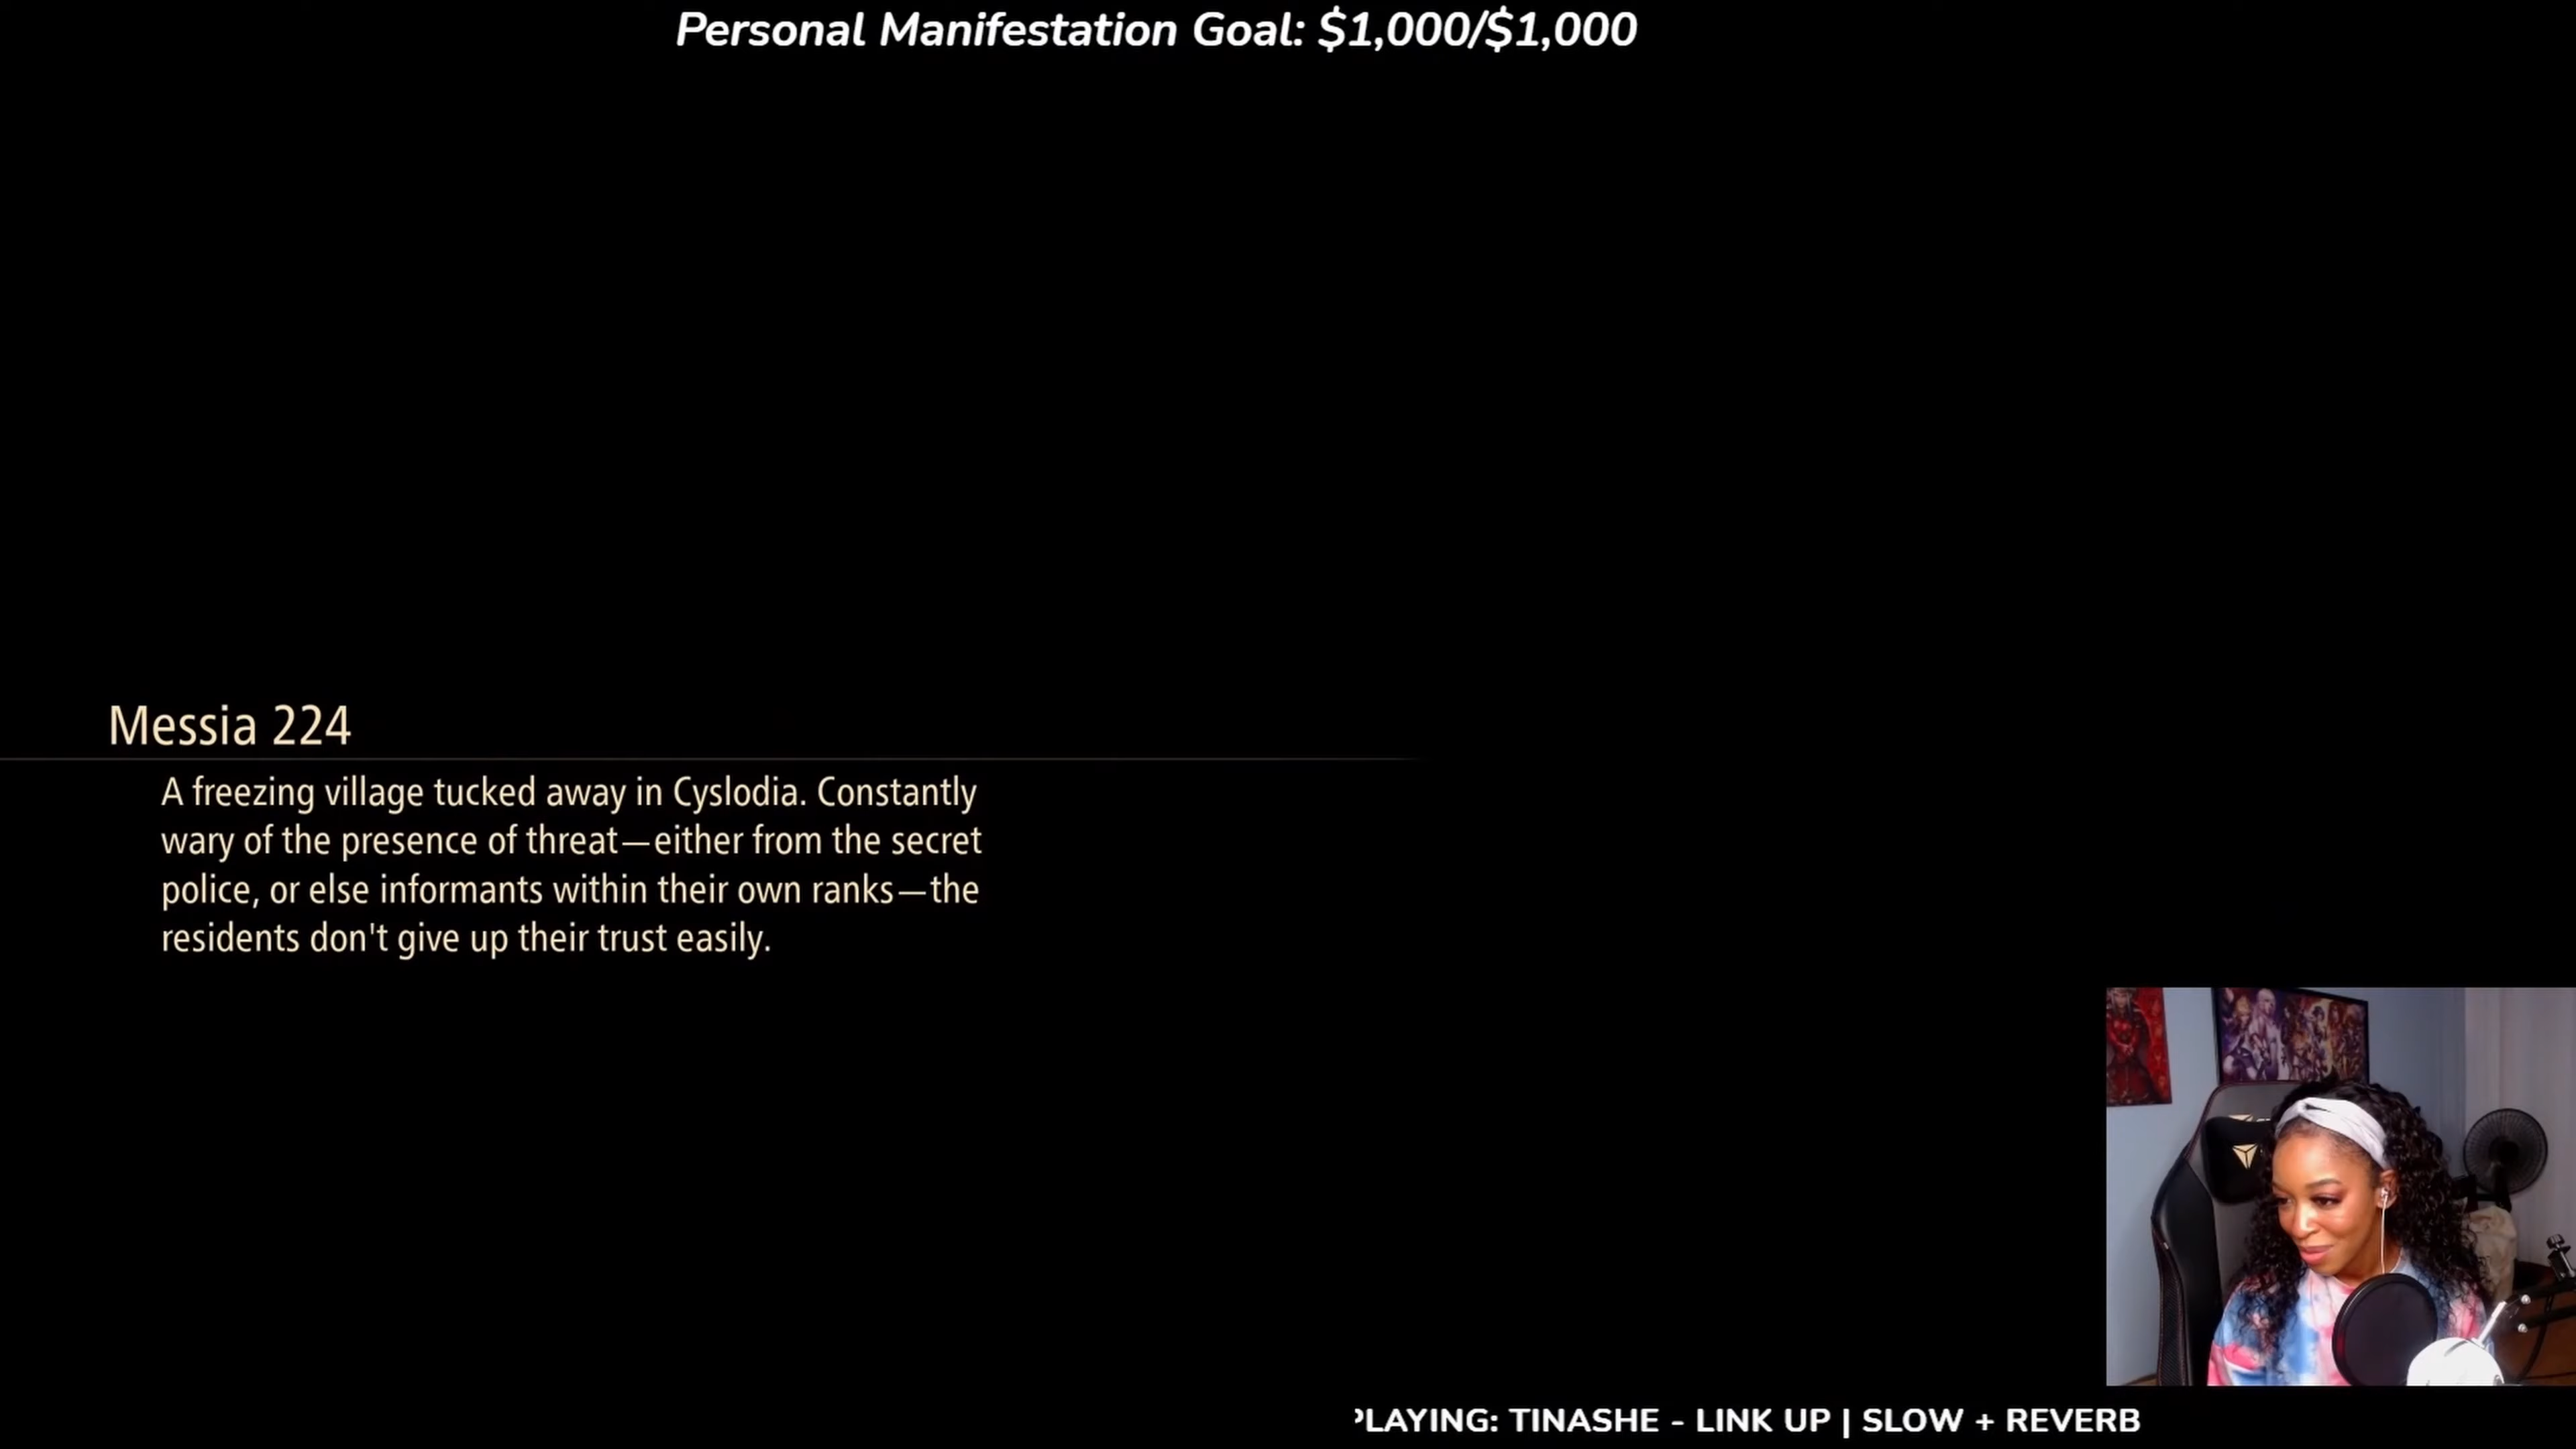 Personal Manifestation Goal: $1,000/$1,000
Messia 224
A freezing village tucked away in Cyslodia. Constantly
wary of the presence of threat—either from the secret
police, or else informants within their own ranks—the
residents don't give up their trust easily.
PLAYING: TINASHE - LINK UP | SLOW + REVERB